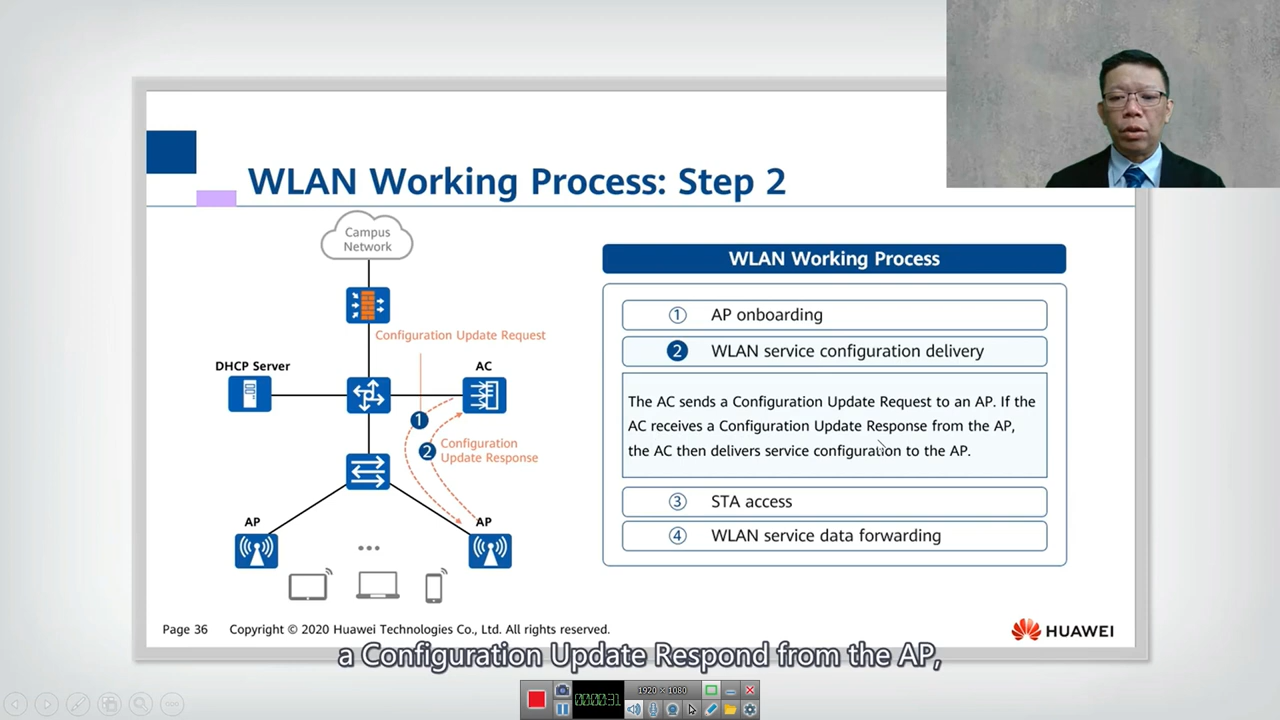 WLAN Working Process: Step 2
Campus
Network
Configuration Update Request
DHCP Server
AC
1
2
Configuration
Update Response
AP
AP
...
WLAN Working Process
1 AP onboarding
2 WLAN service configuration delivery
The AC sends a Configuration Update Request to an AP. If the
AC receives a Configuration Update Response from the AP,
the AC then delivers service configuration to the AP.
3 STA access
4 WLAN service data forwarding
Page 36 Copyright © 2020 Huawei Technologies Co., Ltd. All rights reserved.
HUAWEI
a Configuration Update Respond from the AP,
00:00:31
1920 × 1080